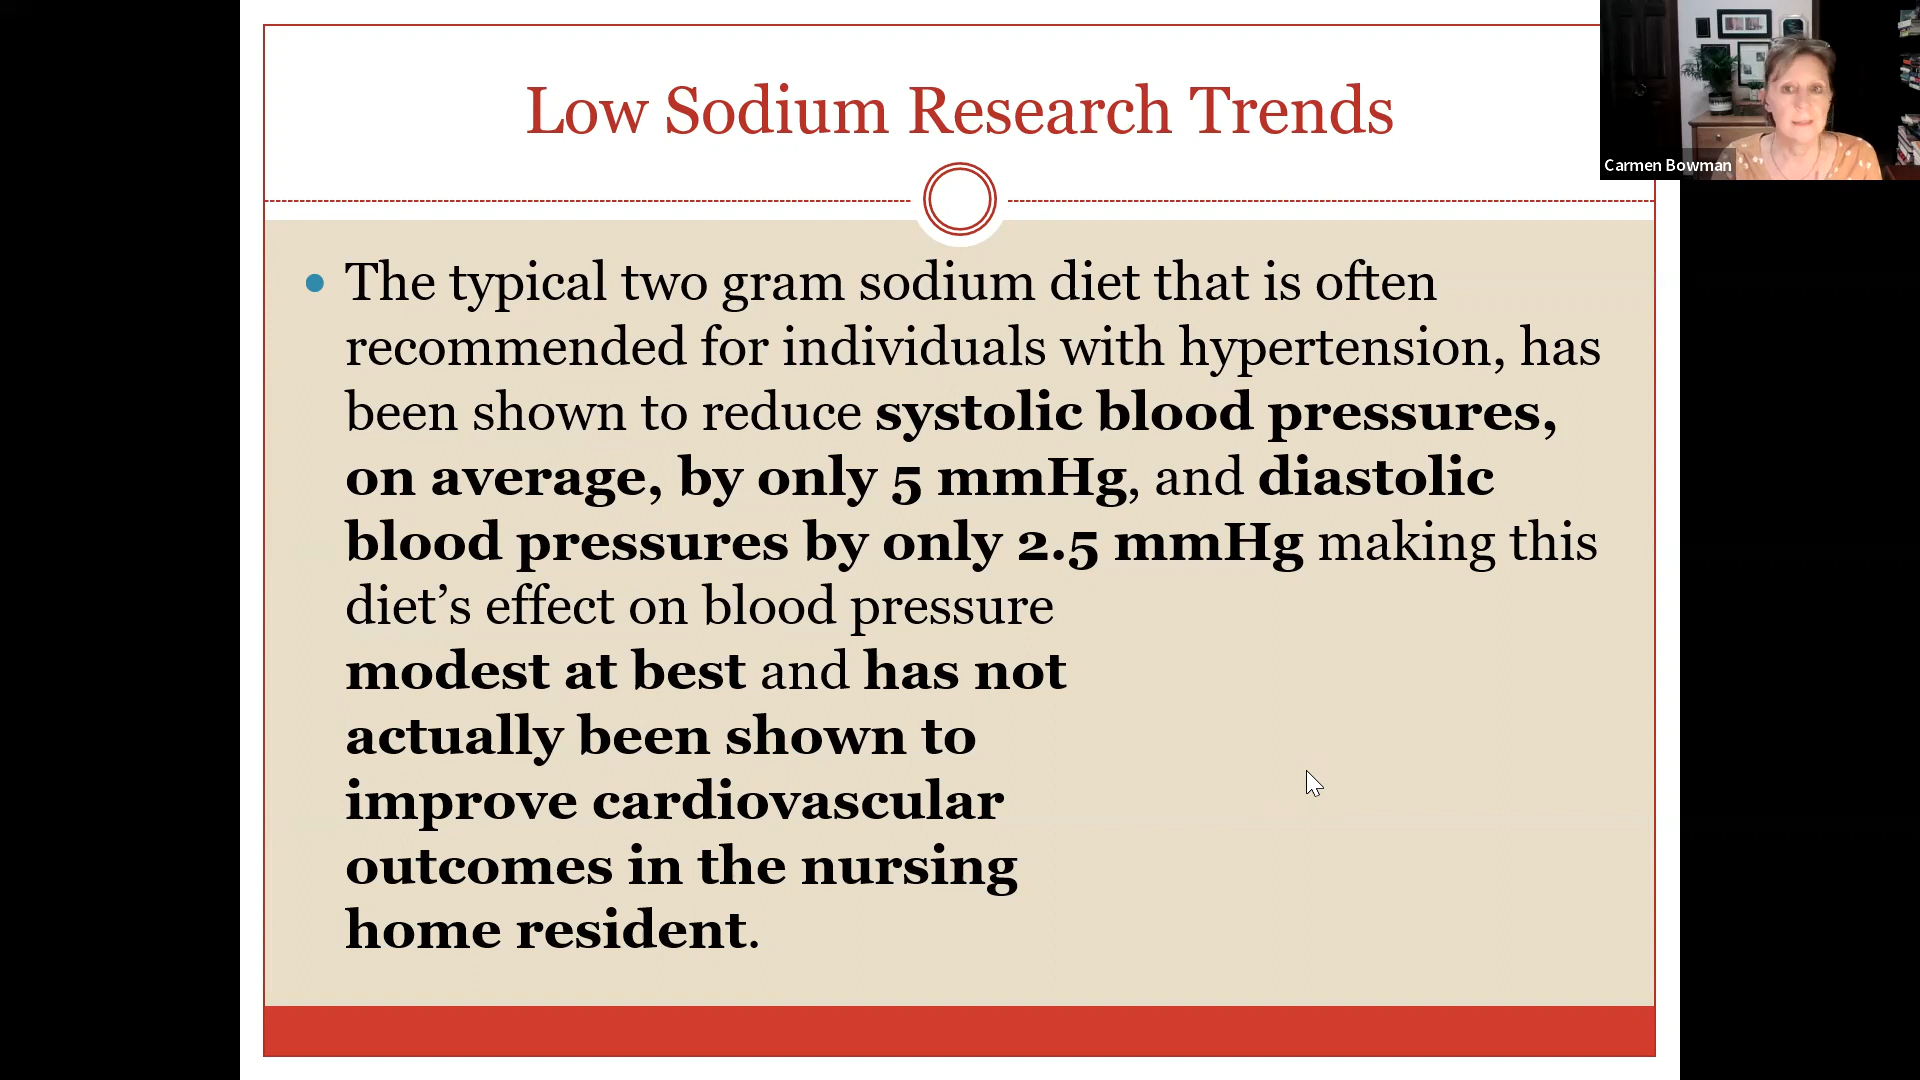 Low Sodium Research Trends
Carmen Bowman
• The typical two gram sodium diet that is often
recommended for individuals with hypertension, has
been shown to reduce systolic blood pressures,
on average, by only 5 mmHg, and diastolic
blood pressures by only 2.5 mmHg making this
diet’s effect on blood pressure
modest at best and has not
actually been shown to
improve cardiovascular
outcomes in the nursing
home resident.